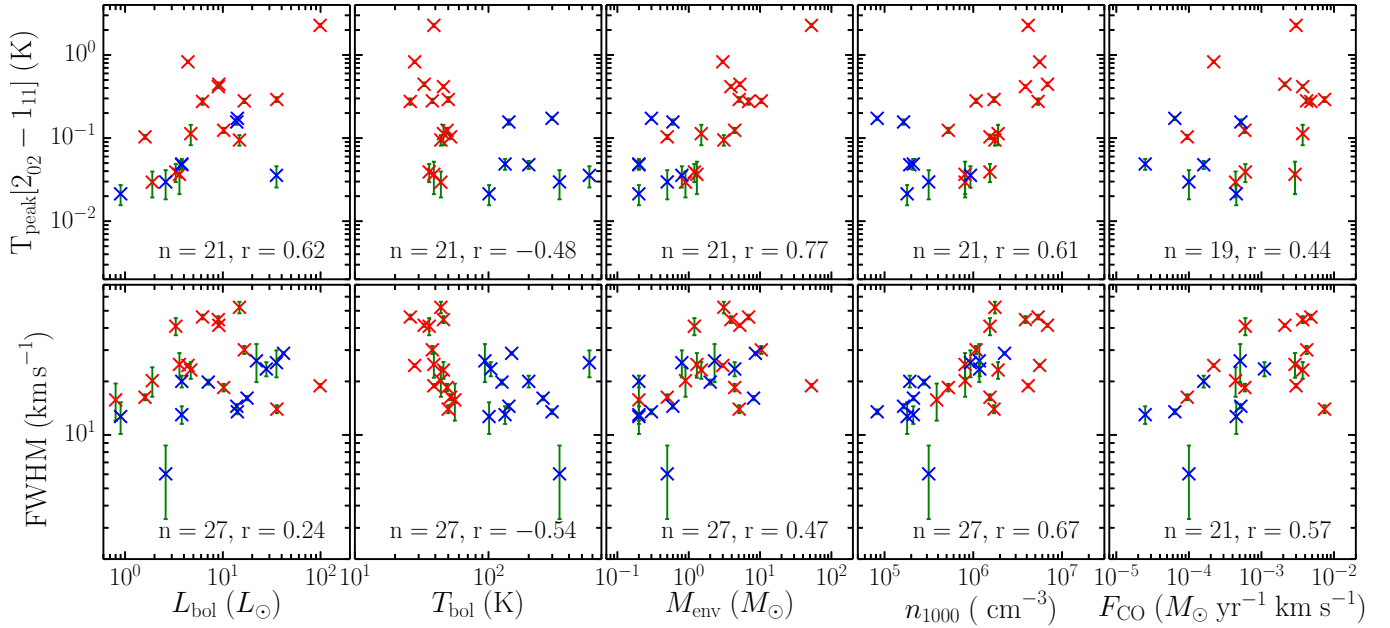 T_peak[2_02 − 1_11] (K)
10^0
10^−1
10^−2
n = 21, r = 0.62
n = 21, r = −0.48
n = 21, r = 0.77
n = 21, r = 0.61
n = 19, r = 0.44
FWHM (km s^−1)
10^1
n = 27, r = 0.24
n = 27, r = −0.54
n = 27, r = 0.47
n = 27, r = 0.67
n = 21, r = 0.57
10^0 10^1 10^2 10^1 10^2 10^−1 10^0 10^1 10^2 10^5 10^6 10^7 10^−5 10^−4 10^−3 10^−2
L_bol (L_⊙)
T_bol (K)
M_env (M_⊙)
n_1000 ( cm^−3)
F_CO (M_⊙ yr^−1 km s^−1)